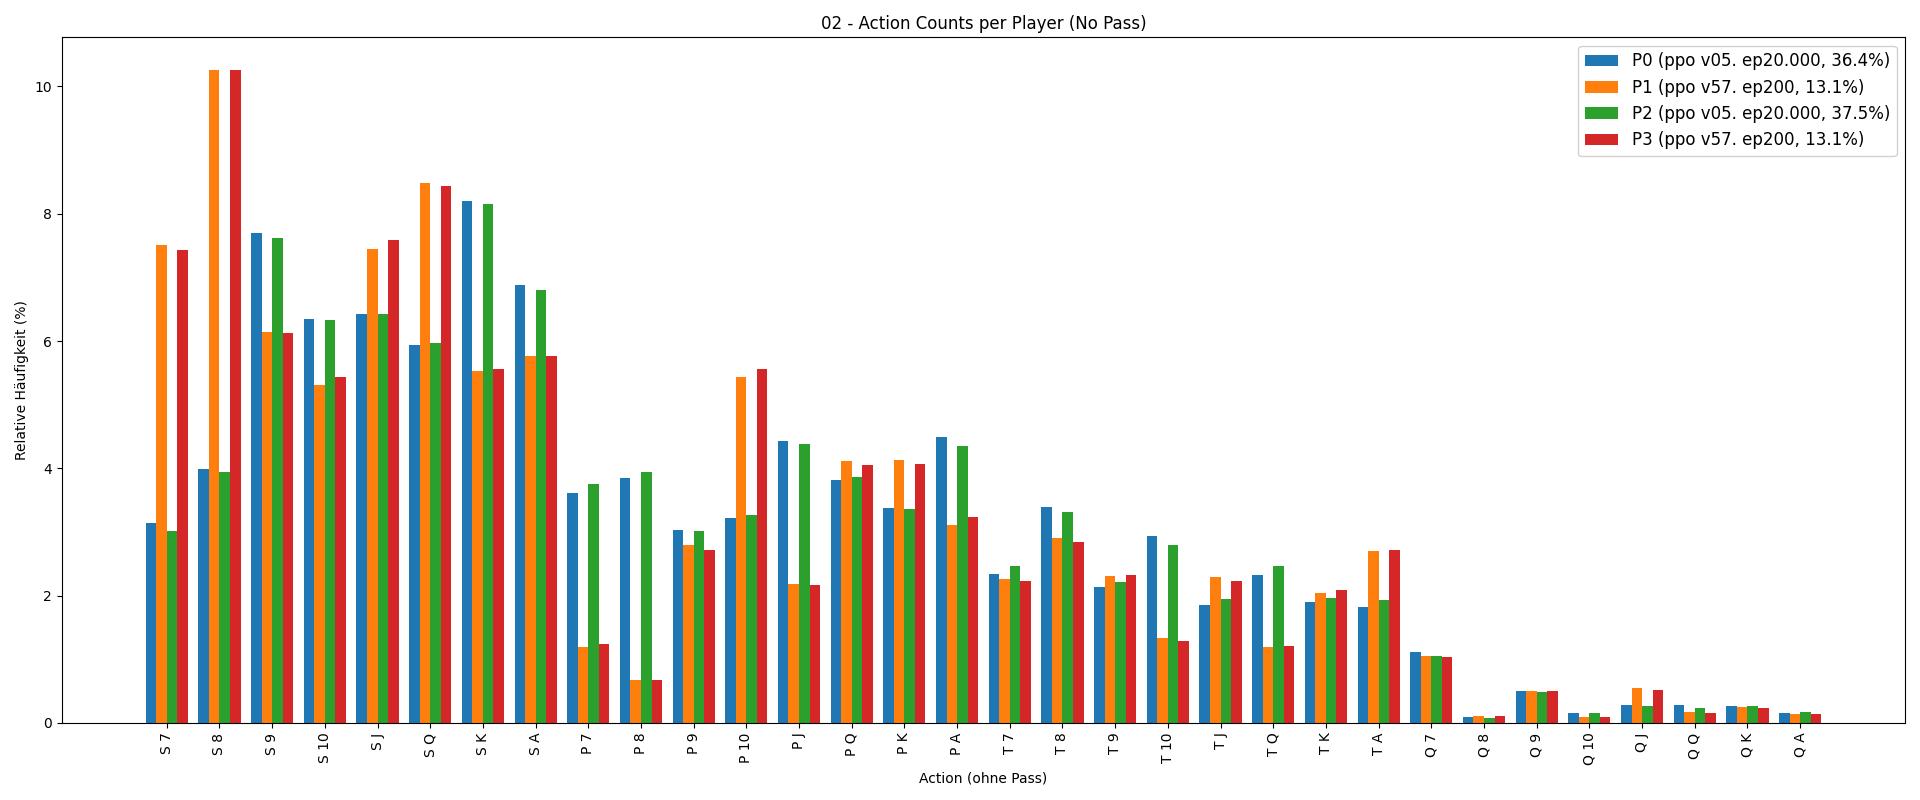 02 - Action Counts per Player (No Pass)
P0 (ppo v05. ep20.000, 36.4%)
P1 (ppo v57. ep200, 13.1%)
P2 (ppo v05. ep20.000, 37.5%)
P3 (ppo v57. ep200, 13.1%)
Relative Häufigkeit (%)
10
8
6
4
2
0
S 7
S 8
S 9
S 10
S J
S Q
S K
S A
P 7
P 8
P 9
P 10
P J
P Q
P K
P A
T 7
T 8
T 9
T 10
T J
T Q
T K
T A
Q 7
Q 8
Q 9
Q 10
Q J
Q Q
Q K
Q A
Action (ohne Pass)